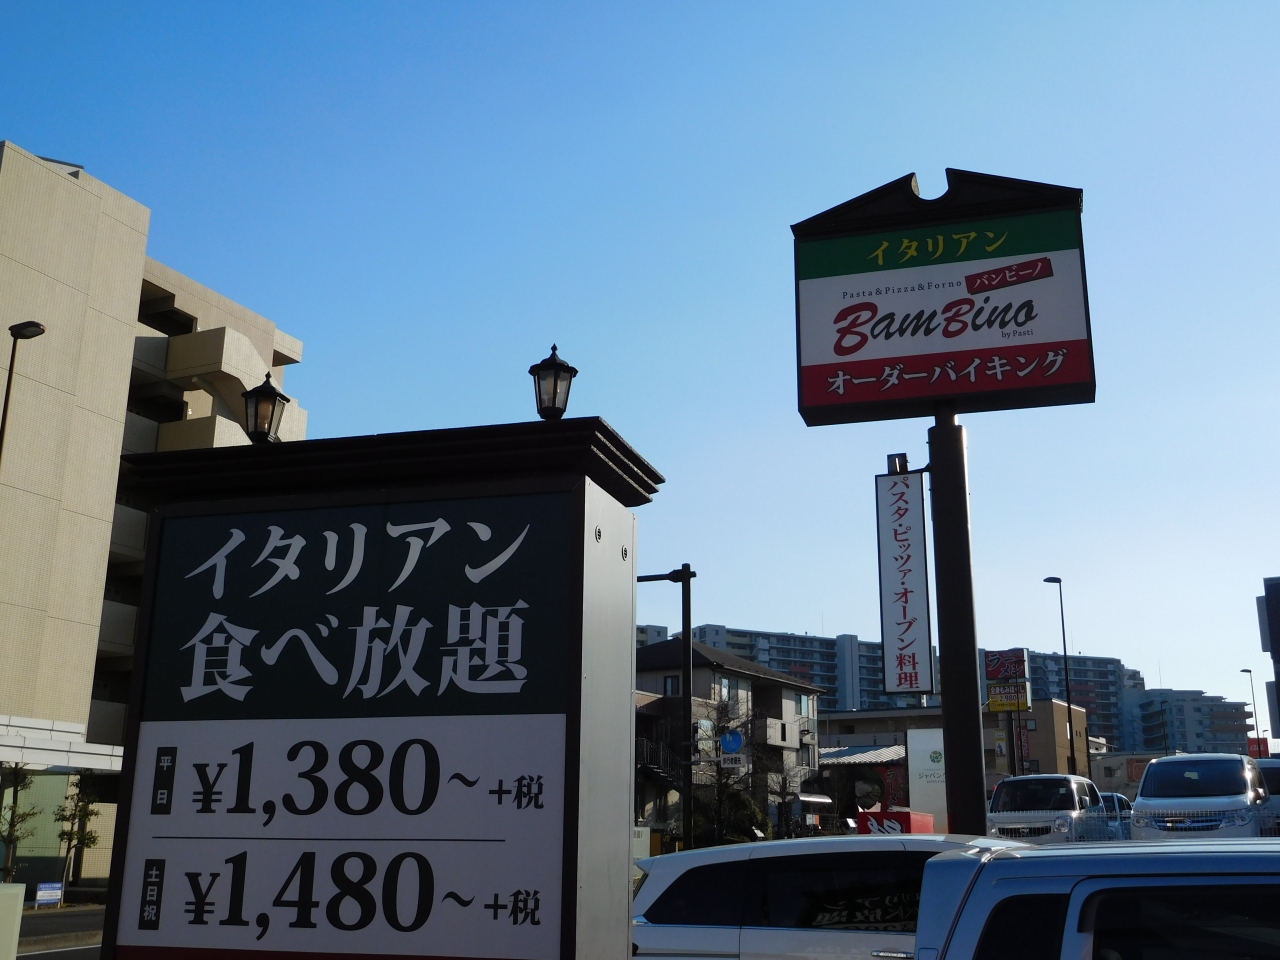 イタリアン
食べ放題
平日
¥1,380～+税
土日祝
¥1,480～+税
イタリアン
Pasta&Pizza&Forno
バンビーノ
BamBino
by Pasti
オーダーバイキング
パスタ・ピッツァ・オーブン料理